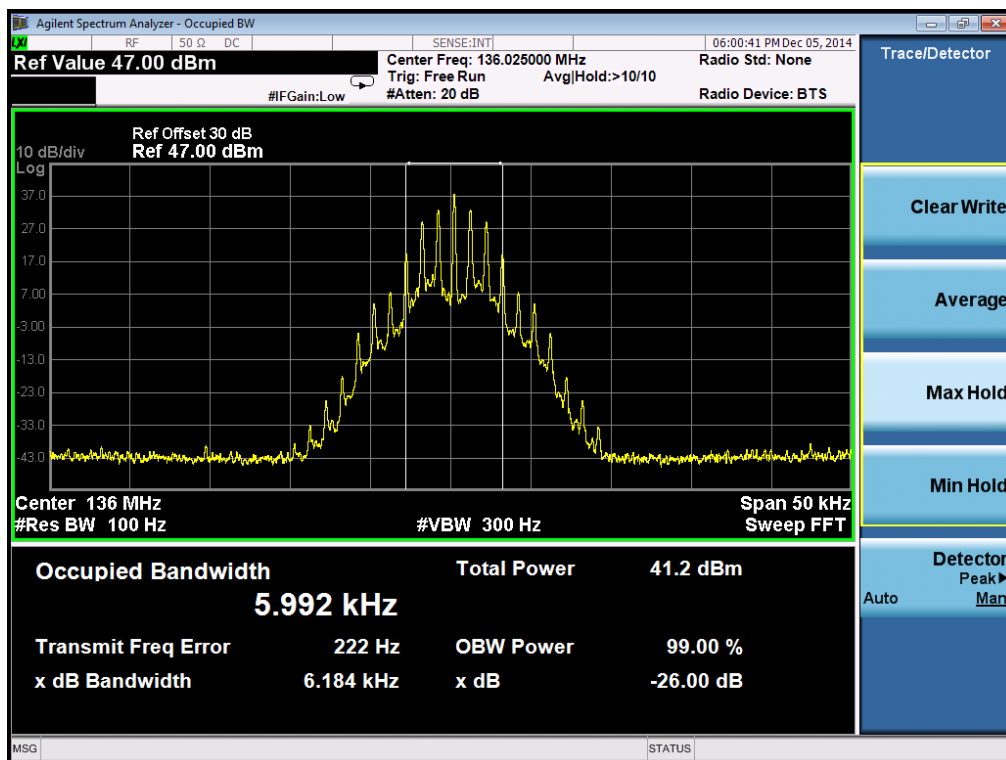 Agilent Spectrum Analyzer - Occupied BW
LXI RF 50 Ω DC SENSE:INT 06:00:41 PM Dec 05, 2014
Ref Value 47.00 dBm
Center Freq: 136.025000 MHz
Radio Std: None
Trig: Free Run Avg|Hold:>10/10
#IFGain:Low #Atten: 20 dB
Radio Device: BTS
Ref Offset 30 dB
10 dB/div Ref 47.00 dBm
Log
37.0
27.0
17.0
7.00
-3.00
-13.0
-23.0
-33.0
-43.0
Center 136 MHz Span 50 kHz
#Res BW 100 Hz #VBW 300 Hz Sweep FFT
Occupied Bandwidth Total Power 41.2 dBm
5.992 kHz
Transmit Freq Error 222 Hz OBW Power 99.00 %
x dB Bandwidth 6.184 kHz x dB -26.00 dB
MSG STATUS
Trace/Detector
Clear Write
Average
Max Hold
Min Hold
Detector
Peak▶
Auto Man